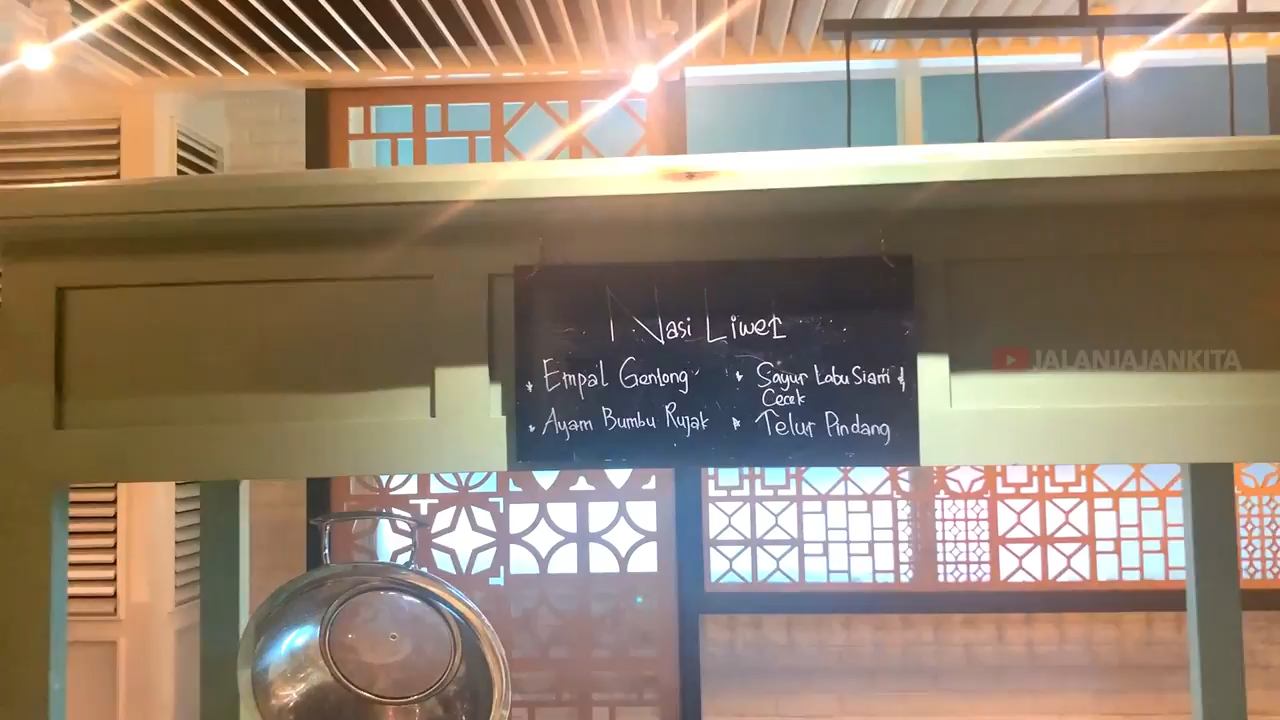 Nasi Liwet
* Empal Gentong
* Ayam Bumbu Rujak
* Sayur Labu Siam &
Cecek
* Telur Pindang
JALANJAJANKITA